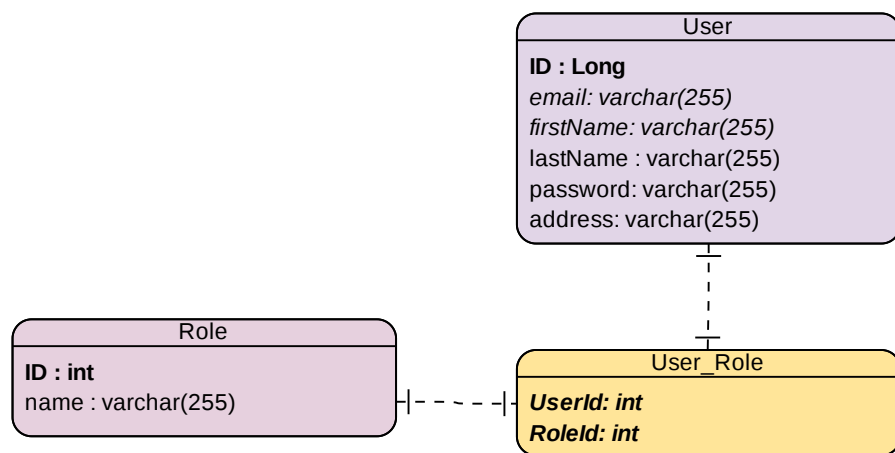 User
ID : Long
email: varchar(255)
firstName: varchar(255)
lastName : varchar(255)
password: varchar(255)
address: varchar(255)
Role
ID : int
name : varchar(255)
User_Role
UserId: int
RoleId: int